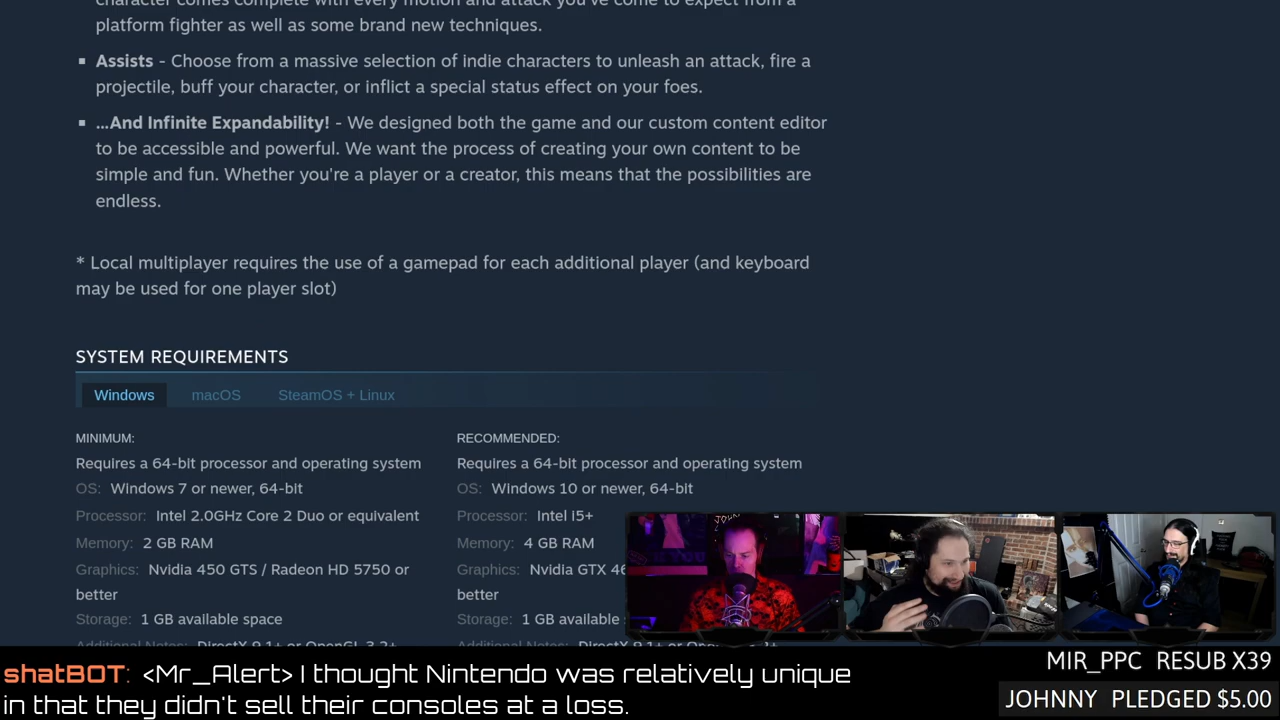 character comes complete with every motion and attack you've come to expect from a
platform fighter as well as some brand new techniques.
Assists - Choose from a massive selection of indie characters to unleash an attack, fire a
projectile, buff your character, or inflict a special status effect on your foes.
...And Infinite Expandability! - We designed both the game and our custom content editor
to be accessible and powerful. We want the process of creating your own content to be
simple and fun. Whether you're a player or a creator, this means that the possibilities are
endless.
* Local multiplayer requires the use of a gamepad for each additional player (and keyboard
may be used for one player slot)
SYSTEM REQUIREMENTS
Windows macOS SteamOS + Linux
MINIMUM:
Requires a 64-bit processor and operating system
OS: Windows 7 or newer, 64-bit
Processor: Intel 2.0GHz Core 2 Duo or equivalent
Memory: 2 GB RAM
Graphics: Nvidia 450 GTS / Radeon HD 5750 or
better
Storage: 1 GB available space
Additional Notes: DirectX 9.1+ or OpenGL 3.2+
RECOMMENDED:
Requires a 64-bit processor and operating system
OS: Windows 10 or newer, 64-bit
Processor: Intel i5+
Memory: 4 GB RAM
Graphics: Nvidia GTX 46
better
Storage: 1 GB available
Additional Notes: DirectX 9.1+ or
shatBOT: <Mr_Alert> I thought Nintendo was relatively unique
in that they didn't sell their consoles at a loss.
MIR_PPC RESUB X39
JOHNNY PLEDGED $5.00